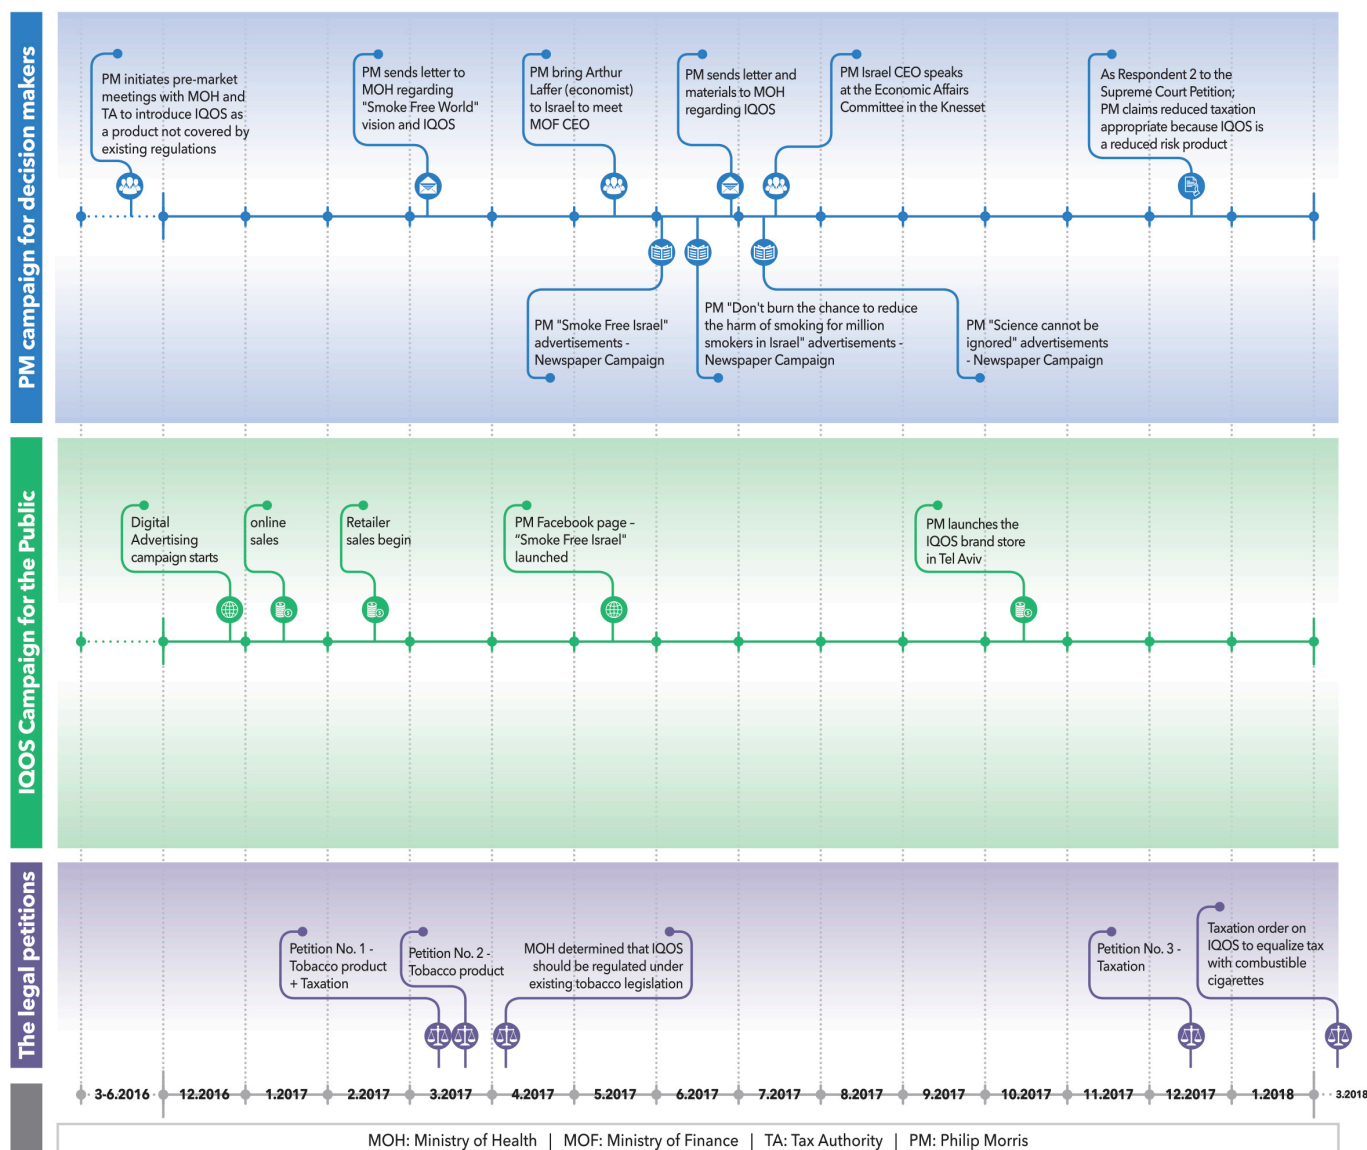 PM campaign for decision makers
PM initiates pre-market
meetings with MOH and
TA to introduce IQOS as
a product not covered by
existing regulations
PM sends letter to
MOH regarding
"Smoke Free World"
vision and IQOS
PM bring Arthur
Laffer (economist)
to Israel to meet
MOF CEO
PM sends letter and
materials to MOH
regarding IQOS
PM Israel CEO speaks
at the Economic Affairs
Committee in the Knesset
As Respondent 2 to the
Supreme Court Petition;
PM claims reduced taxation
appropriate because IQOS is
a reduced risk product
PM "Smoke Free Israel"
advertisements -
Newspaper Campaign
PM "Don't burn the chance to reduce
the harm of smoking for million
smokers in Israel" advertisements -
Newspaper Campaign
PM "Science cannot be
ignored" advertisements
- Newspaper Campaign
IQOS Campaign for the Public
Digital
Advertising
campaign starts
online
sales
Retailer
sales begin
PM Facebook page –
“Smoke Free Israel"
launched
PM launches the
IQOS brand store
in Tel Aviv
The legal petitions
Petition No. 1 -
Tobacco product
+ Taxation
Petition No. 2 -
Tobacco product
MOH determined that IQOS
should be regulated under
existing tobacco legislation
Petition No. 3 -
Taxation
Taxation order on
IQOS to equalize tax
with combustible
cigarettes
3-6.2016 12.2016 1.2017 2.2017 3.2017 4.2017 5.2017 6.2017 7.2017 8.2017 9.2017 10.2017 11.2017 12.2017 1.2018 3.2018
MOH: Ministry of Health | MOF: Ministry of Finance | TA: Tax Authority | PM: Philip Morris